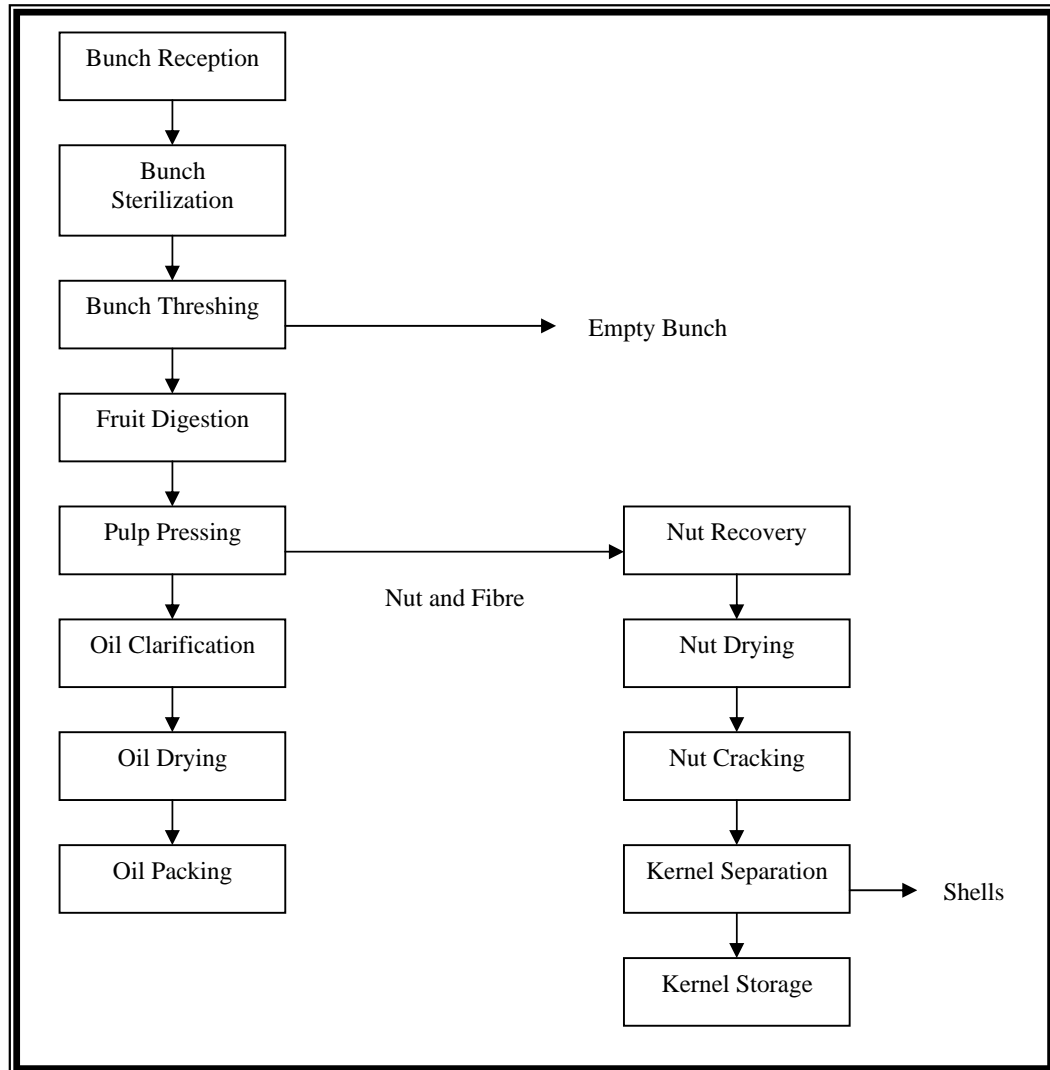 Bunch Reception
Bunch
Sterilization
Bunch Threshing
Empty Bunch
Fruit Digestion
Pulp Pressing
Nut and Fibre
Oil Clarification
Oil Drying
Oil Packing
Nut Recovery
Nut Drying
Nut Cracking
Kernel Separation
Shells
Kernel Storage